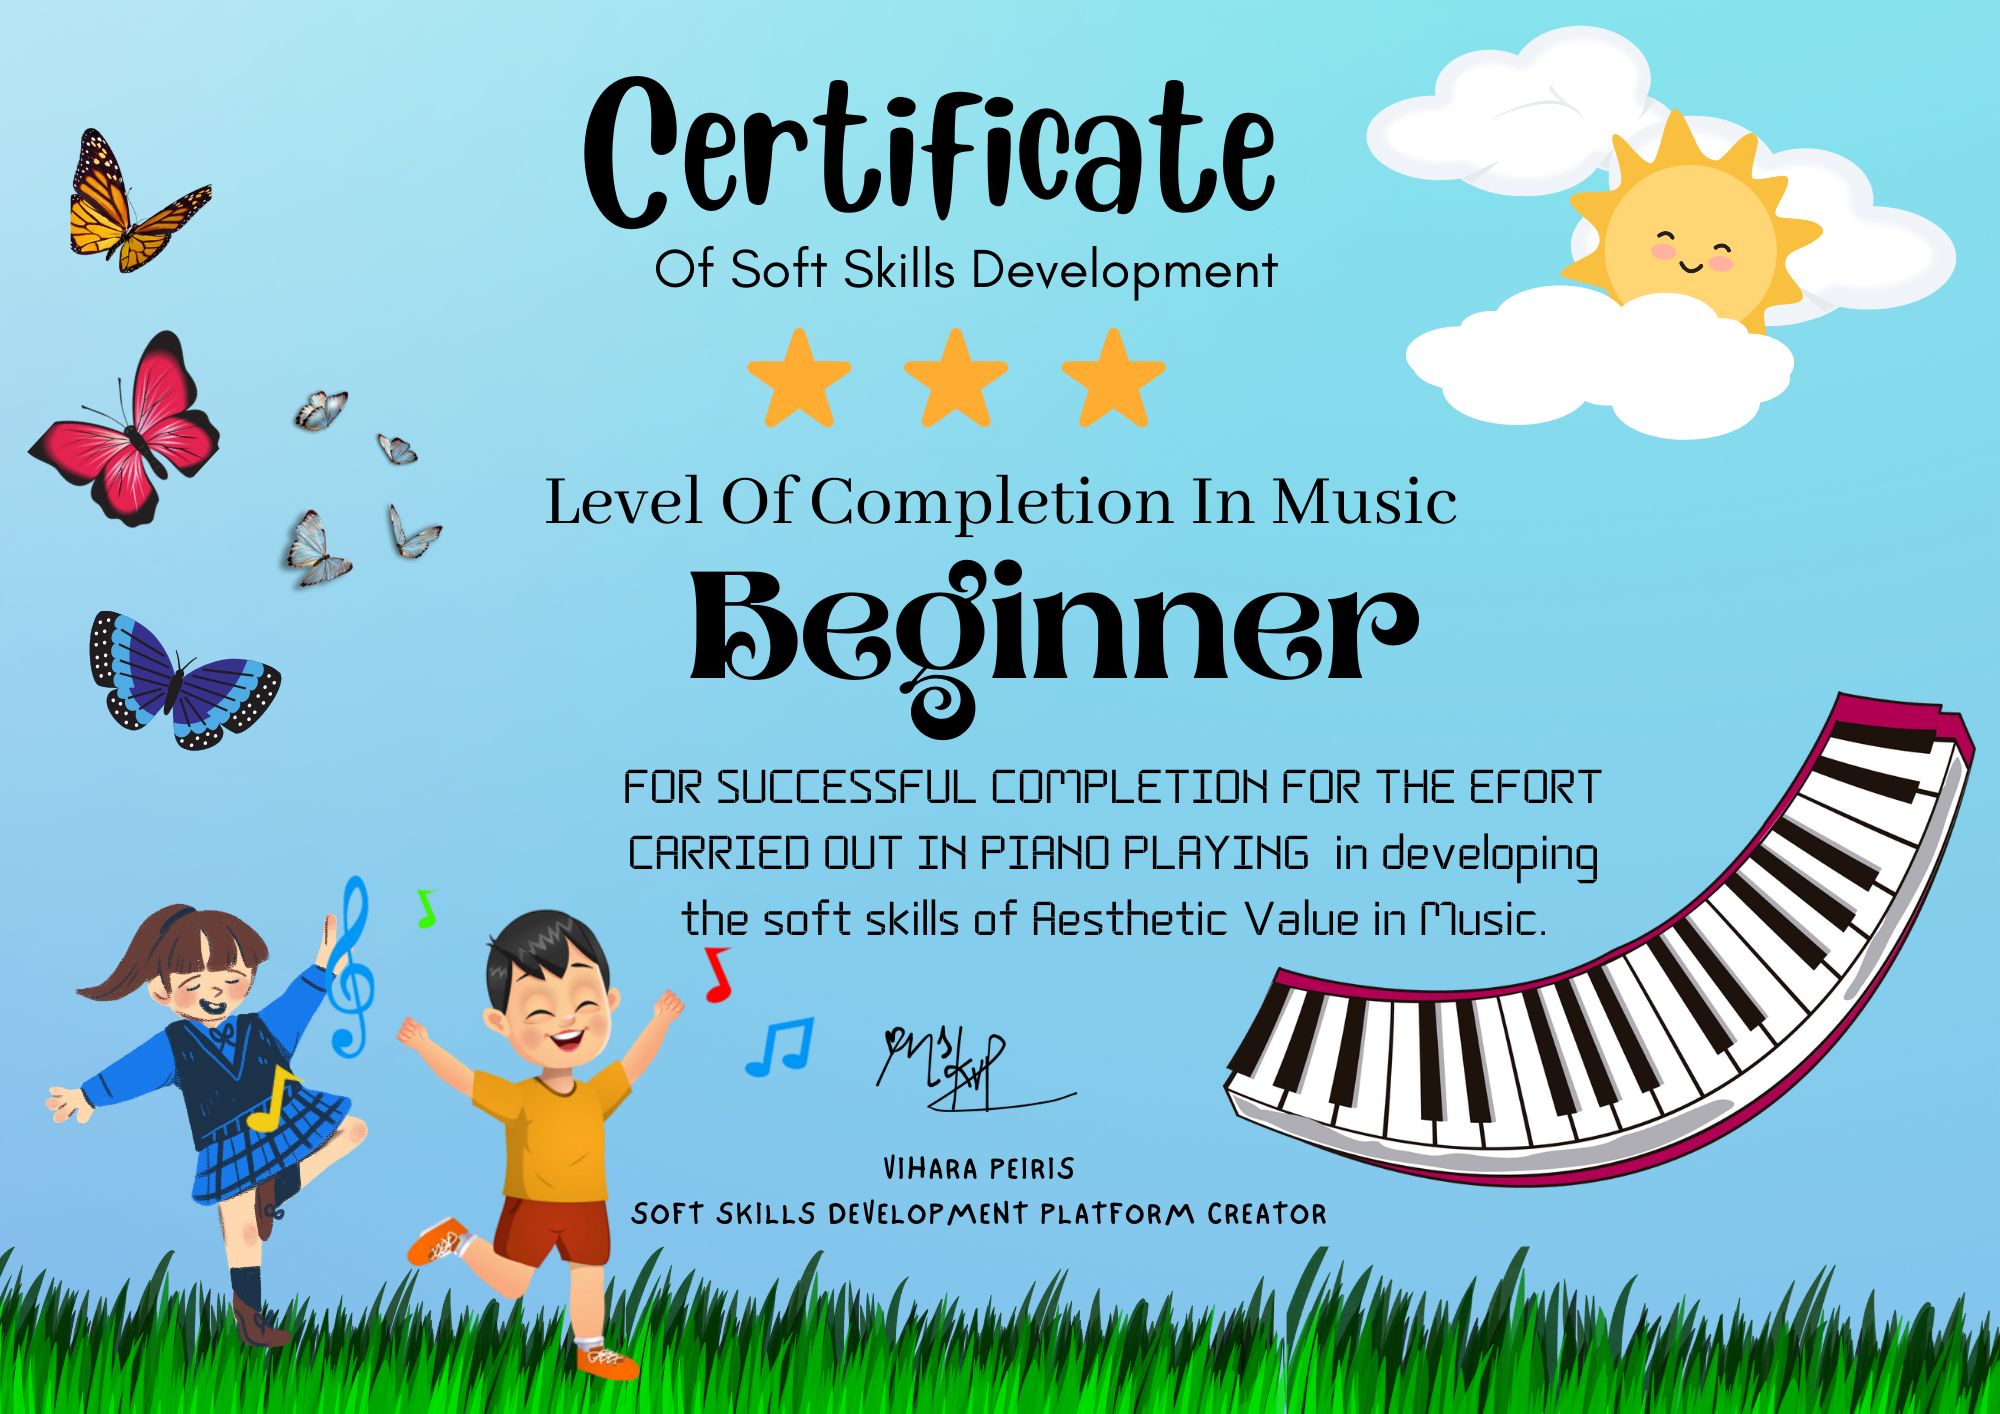 Certificate
Of Soft Skills Development
Level Of Completion In Music
Beginner
FOR SUCCESSFUL COMPLETION FOR THE EFORT
CARRIED OUT IN PIANO PLAYING in developing
the soft skills of Aesthetic Value in Music.
VIHARA PEIRIS
SOFT SKILLS DEVELOPMENT PLATFORM CREATOR